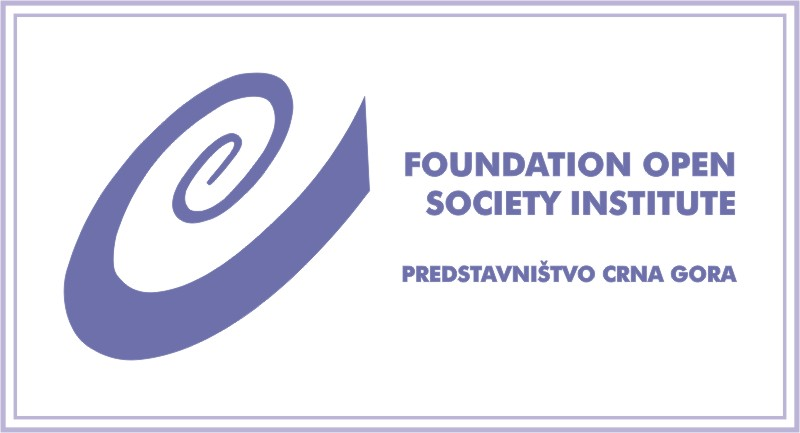 FOUNDATION OPEN
SOCIETY INSTITUTE
PREDSTAVNIŠTVO CRNA GORA